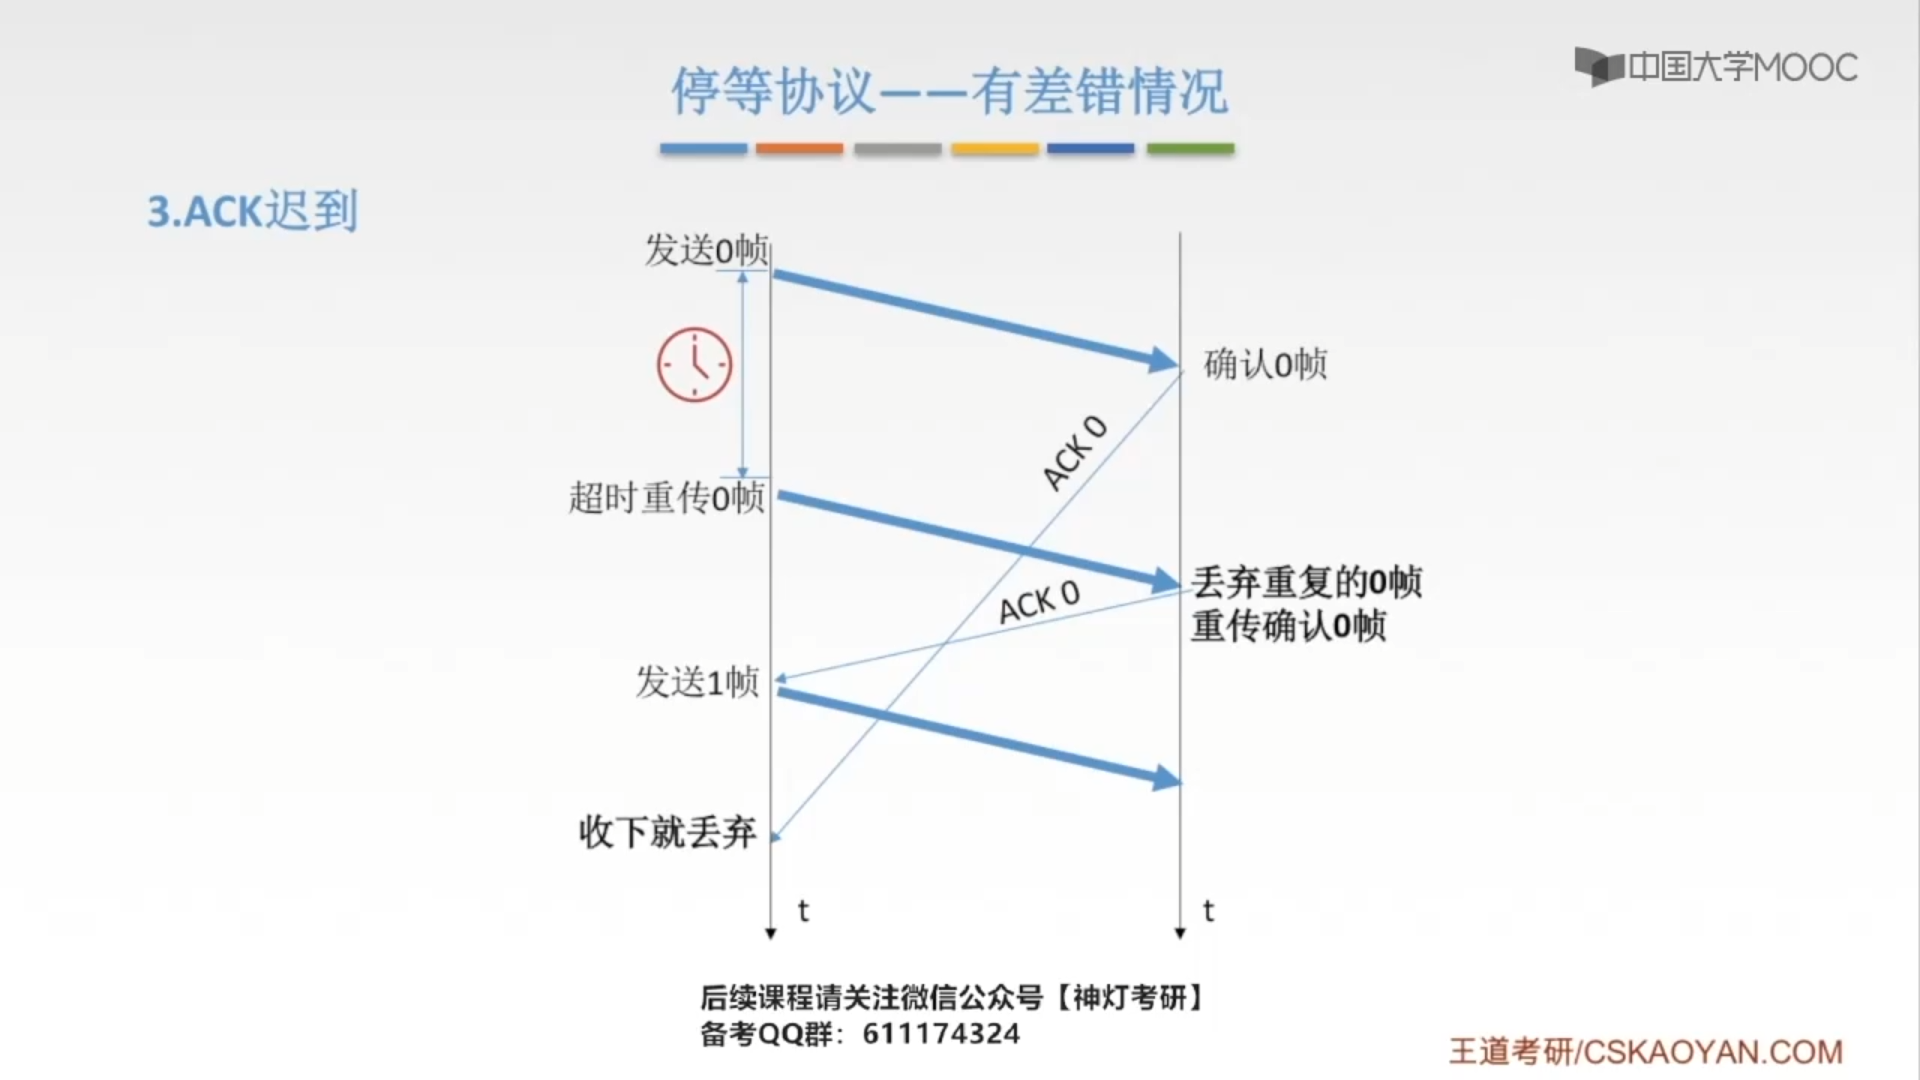 中国大学MOOC
停等协议——有差错情况
3.ACK迟到
发送0帧
确认0帧
ACK 0
超时重传0帧
丢弃重复的0帧
重传确认0帧
ACK 0
发送1帧
收下就丢弃
t
t
后续课程请关注微信公众号【神灯考研】
备考QQ群：611174324
王道考研/CSKAOYAN.COM